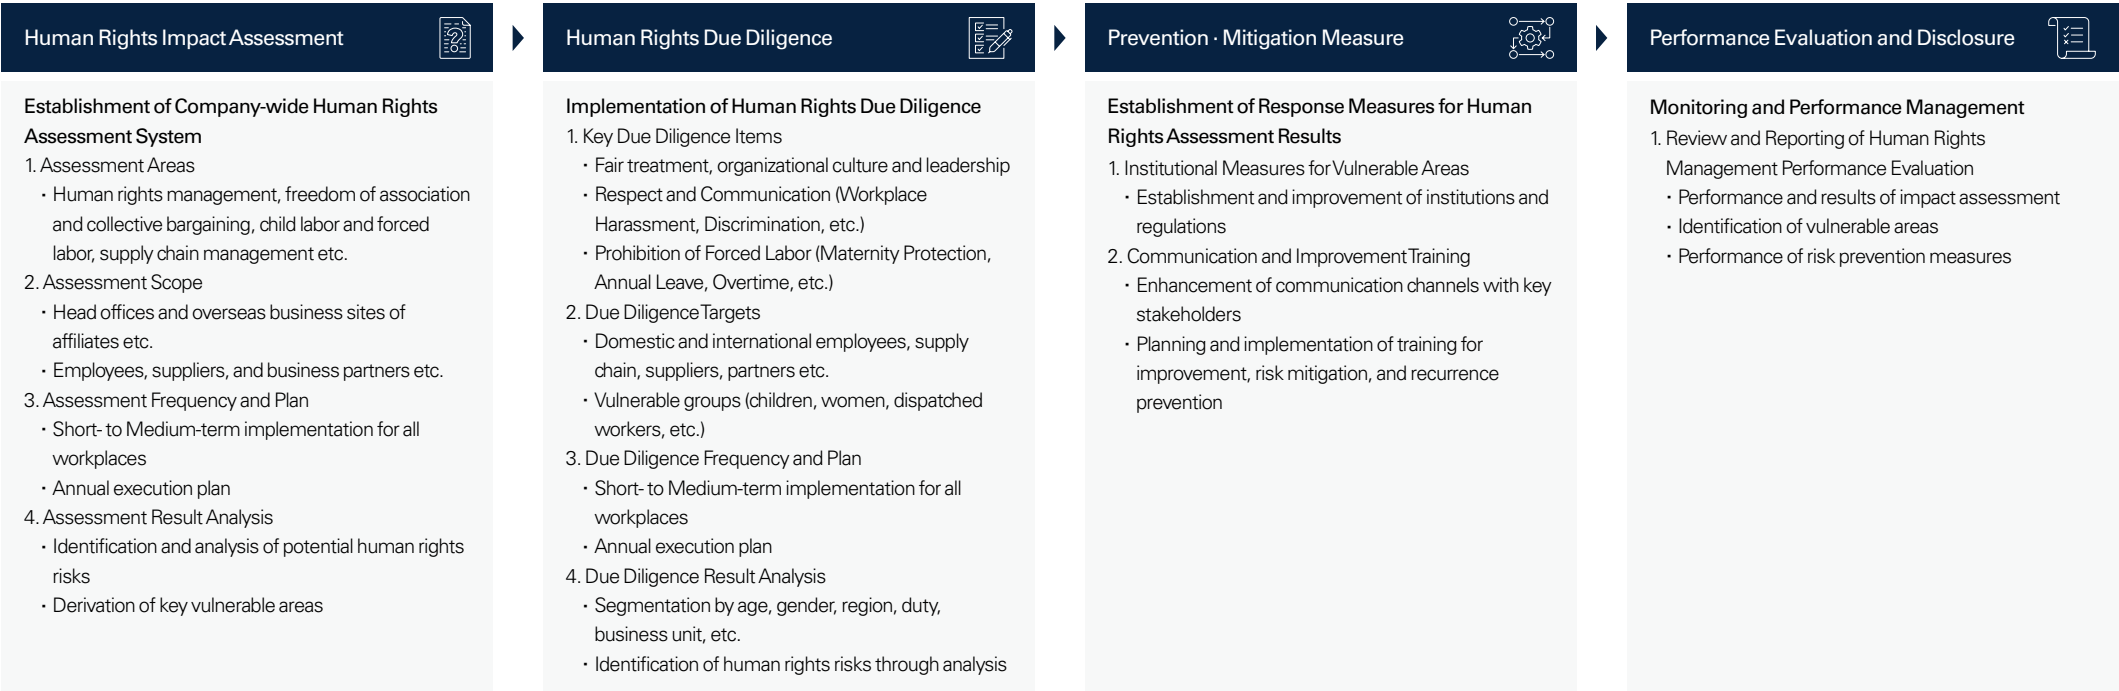 Human Rights Impact Assessment
Establishment of Company-wide Human Rights
Assessment System
1. Assessment Areas
· Human rights management, freedom of association
and collective bargaining, child labor and forced
labor, supply chain management etc.
2. Assessment Scope
· Head offices and overseas business sites of
affiliates etc.
· Employees, suppliers, and business partners etc.
3. Assessment Frequency and Plan
· Short- to Medium-term implementation for all
workplaces
· Annual execution plan
4. Assessment Result Analysis
· Identification and analysis of potential human rights
risks
· Derivation of key vulnerable areas
Human Rights Due Diligence
Implementation of Human Rights Due Diligence
1. Key Due Diligence Items
· Fair treatment, organizational culture and leadership
· Respect and Communication (Workplace
Harassment, Discrimination, etc.)
· Prohibition of Forced Labor (Maternity Protection,
Annual Leave, Overtime, etc.)
2. Due Diligence Targets
· Domestic and international employees, supply
chain, suppliers, partners etc.
· Vulnerable groups (children, women, dispatched
workers, etc.)
3. Due Diligence Frequency and Plan
· Short- to Medium-term implementation for all
workplaces
· Annual execution plan
4. Due Diligence Result Analysis
· Segmentation by age, gender, region, duty,
business unit, etc.
· Identification of human rights risks through analysis
Prevention · Mitigation Measure
Establishment of Response Measures for Human
Rights Assessment Results
1. Institutional Measures for Vulnerable Areas
· Establishment and improvement of institutions and
regulations
2. Communication and Improvement Training
· Enhancement of communication channels with key
stakeholders
· Planning and implementation of training for
improvement, risk mitigation, and recurrence
prevention
Performance Evaluation and Disclosure
Monitoring and Performance Management
1. Review and Reporting of Human Rights
Management Performance Evaluation
· Performance and results of impact assessment
· Identification of vulnerable areas
· Performance of risk prevention measures